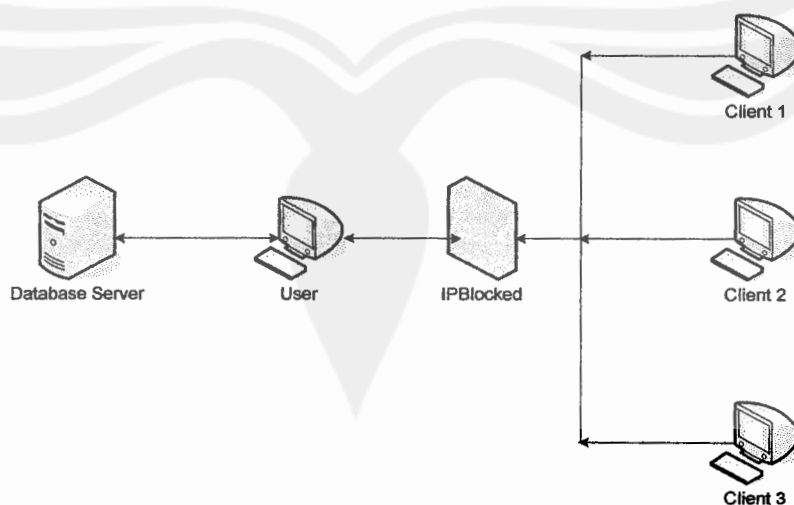 Client 1
Database Server
User
IPBlocked
Client 2
Client 3